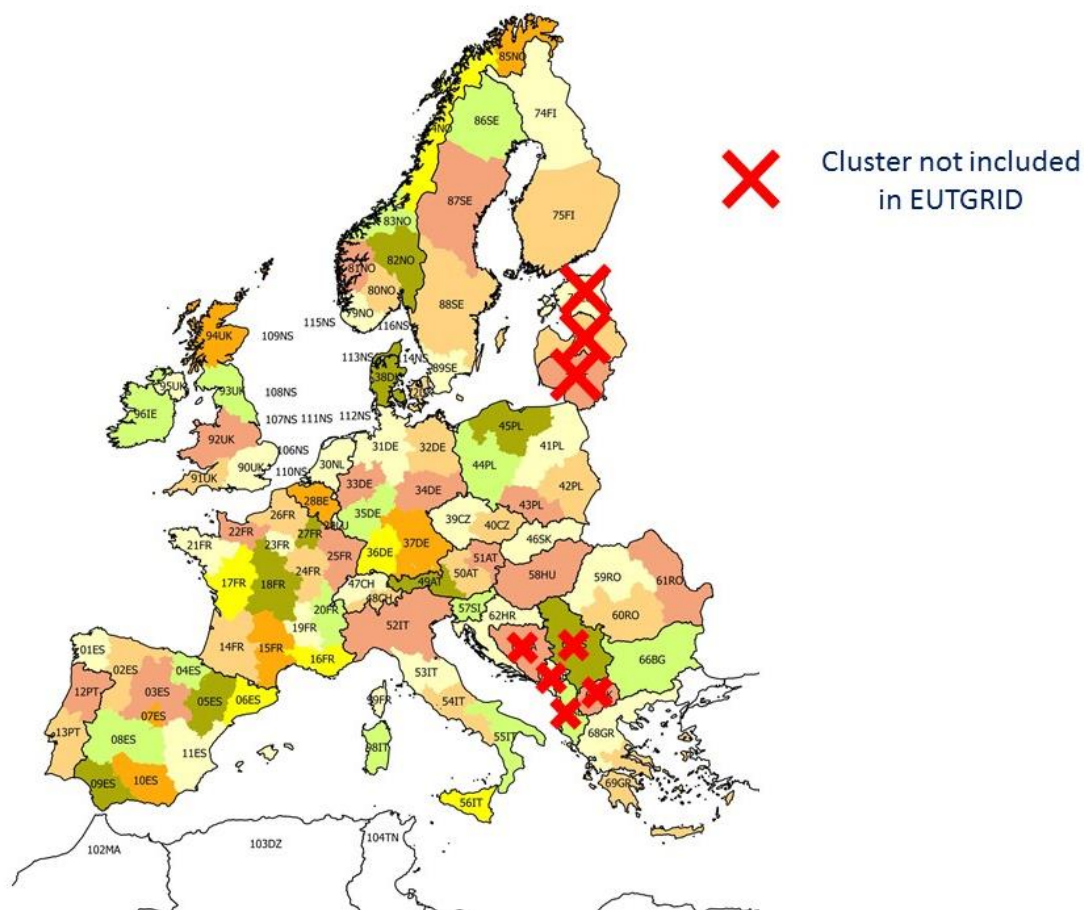 85NO
74FI
86SE
87SE
75FI
83NO
82NO
81NO
80NO
79NO
88SE
115NS
116NS
109NS
94UK
113NS
114NS
89SE
38DK
95UK
93UK
96IE
108NS
107NS
111NS
112NS
92UK
106NS
90UK
110NS
91UK
30NL
31DE
32DE
45PL
41PL
44PL
42PL
43PL
33DE
34DE
35DE
28BE
26FR
27FR
22FR
21FR
23FR
25FR
24FR
36DE
37DE
39CZ
40CZ
46SK
51AT
50AT
49AT
58HU
59RO
61RO
60RO
17FR
18FR
20FR
47CH
48CH
57SI
62HR
52IT
19FR
14FR
15FR
16FR
53IT
54IT
55IT
56IT
99FR
98IT
66BG
68GR
69GR
01ES
02ES
03ES
04ES
05ES
06ES
07ES
08ES
09ES
10ES
11ES
12PT
13PT
102MA
103DZ
104TN
Cluster not included
in EUTGRID